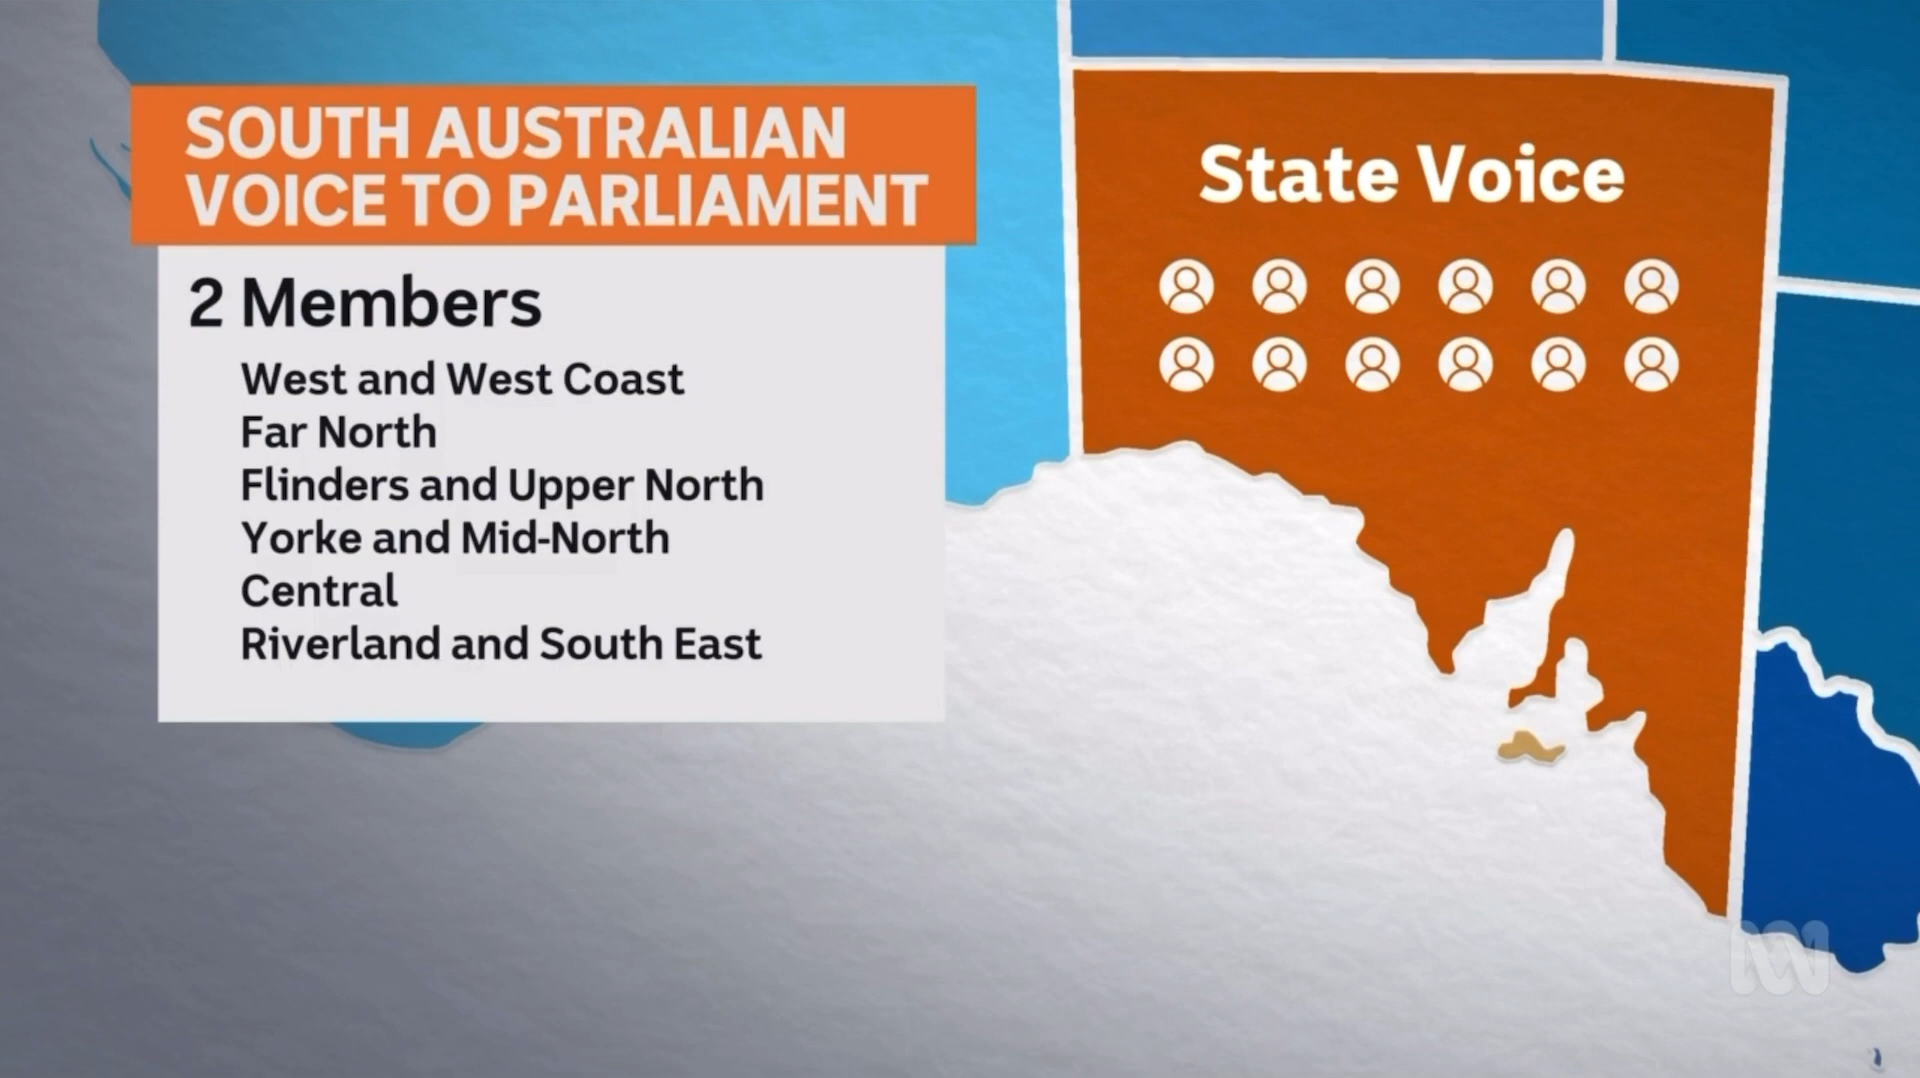 SOUTH AUSTRALIAN
VOICE TO PARLIAMENT
2 Members
West and West Coast
Far North
Flinders and Upper North
Yorke and Mid-North
Central
Riverland and South East
State Voice